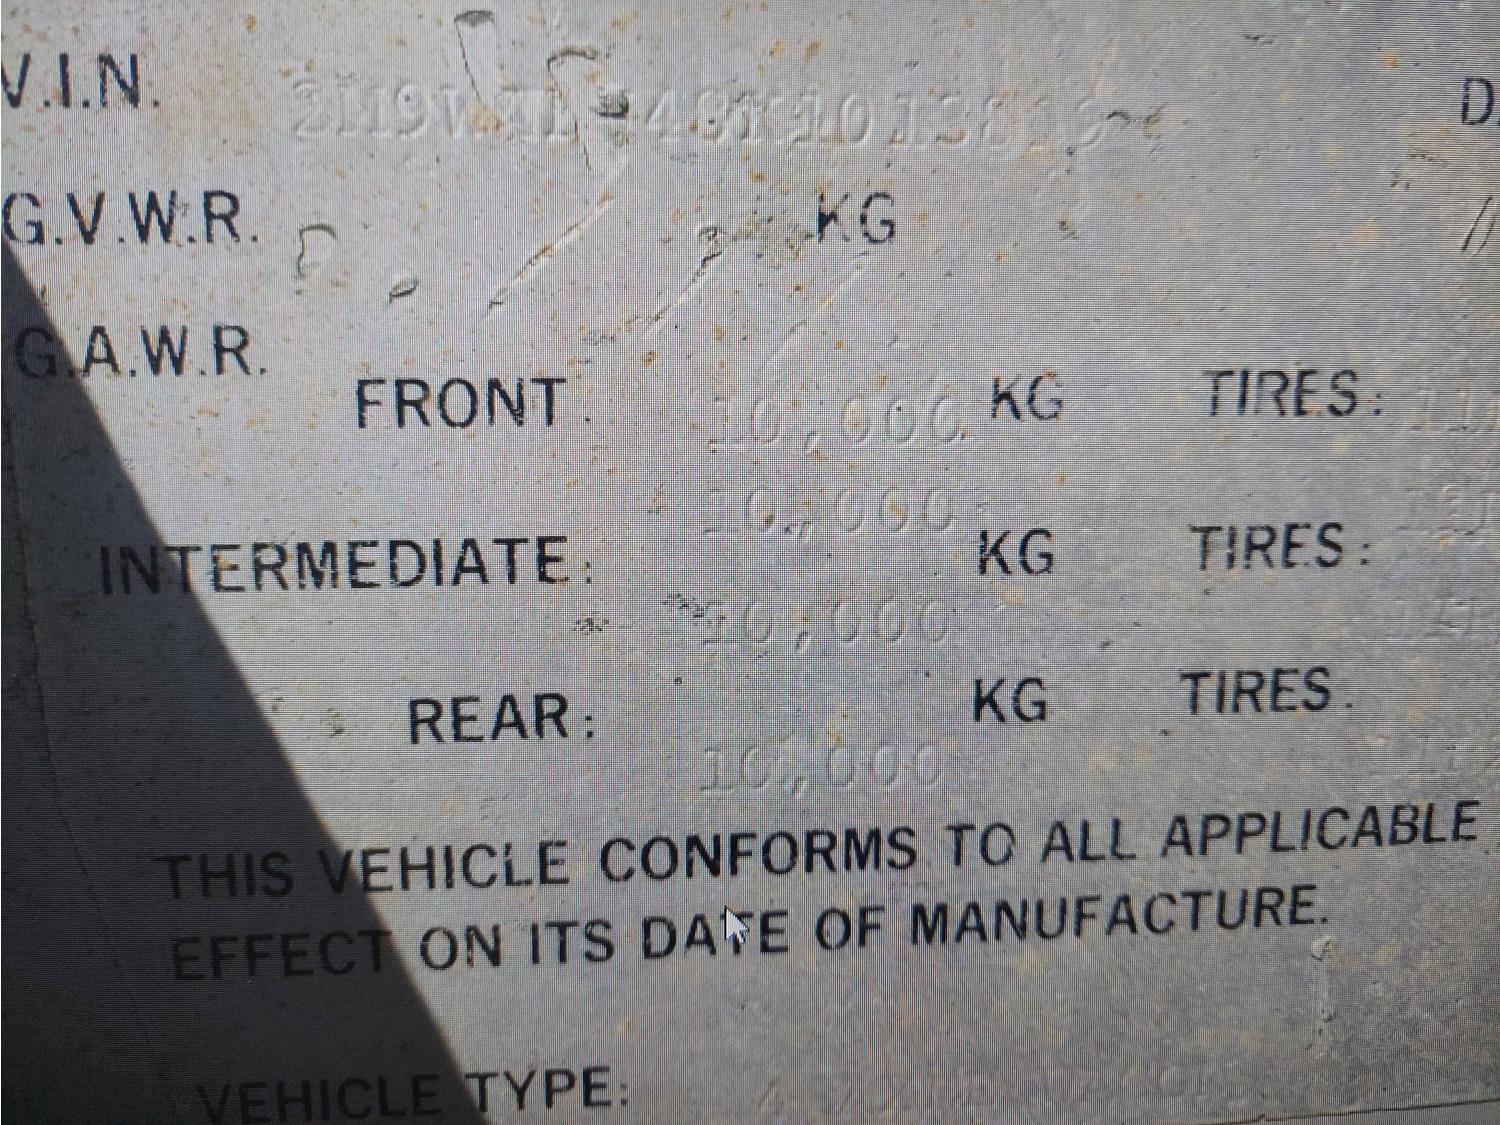 V.I.N.
G.V.W.R. KG
G.A.W.R.
FRONT: 10,000 KG TIRES:
10,000
INTERMEDIATE: KG TIRES:
10,000
REAR: KG TIRES:
10,000
THIS VEHICLE CONFORMS TO ALL APPLICABLE
EFFECT ON ITS DATE OF MANUFACTURE.
VEHICLE TYPE: